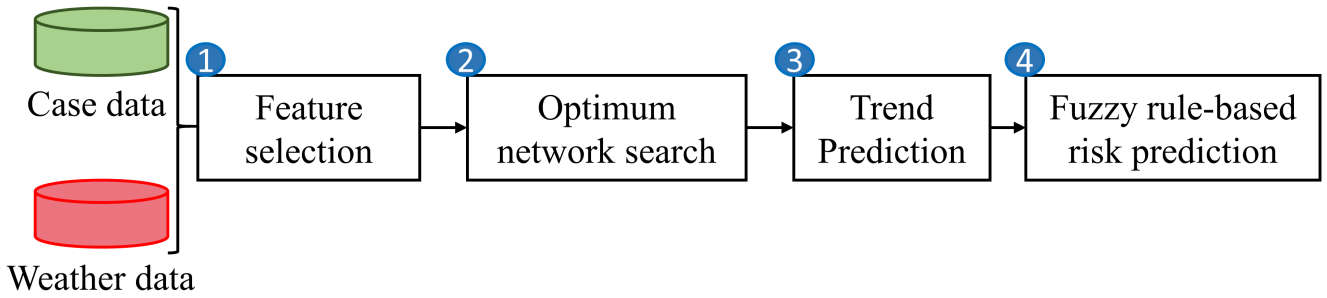 Case data
Weather data
1
Feature
selection
2
Optimum
network search
3
Trend
Prediction
4
Fuzzy rule-based
risk prediction